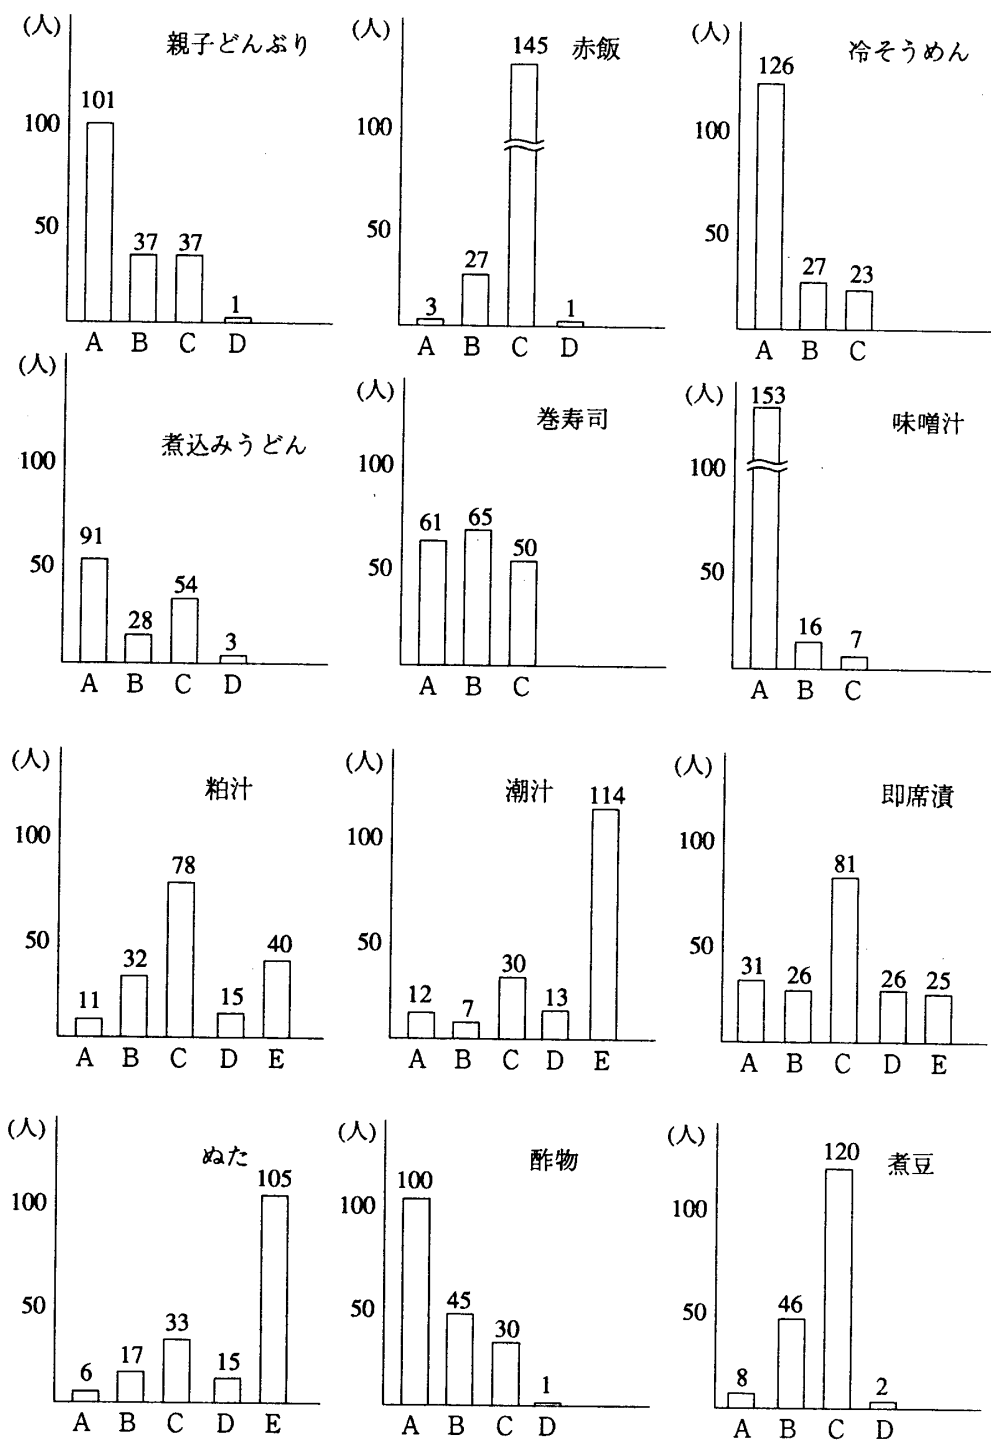 (人)
親子どんぶり
101
100
50
37
37
1
A B C D
(人)
赤飯
145
100
50
27
3
1
A B C D
(人)
冷そうめん
126
100
50
27
23
A B C
(人)
煮込みうどん
100
91
50
54
28
3
A B C D
(人)
巻寿司
100
61
65
50
50
A B C
(人)
味噌汁
153
100
50
16
7
A B C
(人)
粕汁
100
78
50
40
32
11
15
A B C D E
(人)
潮汁
114
100
50
30
12
7
13
A B C D E
(人)
即席漬
100
81
50
31
26
26
25
A B C D E
(人)
ぬた
105
100
50
33
17
15
6
A B C D E
(人)
酢物
100
100
50
45
30
1
A B C D
(人)
煮豆
120
100
50
46
8
2
A B C D